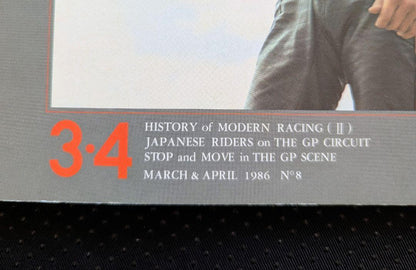 3·4
HISTORY of MODERN RACING (Ⅱ)
JAPANESE RIDERS on THE GP CIRCUIT
STOP and MOVE in THE GP SCENE
MARCH & APRIL 1986 N°8